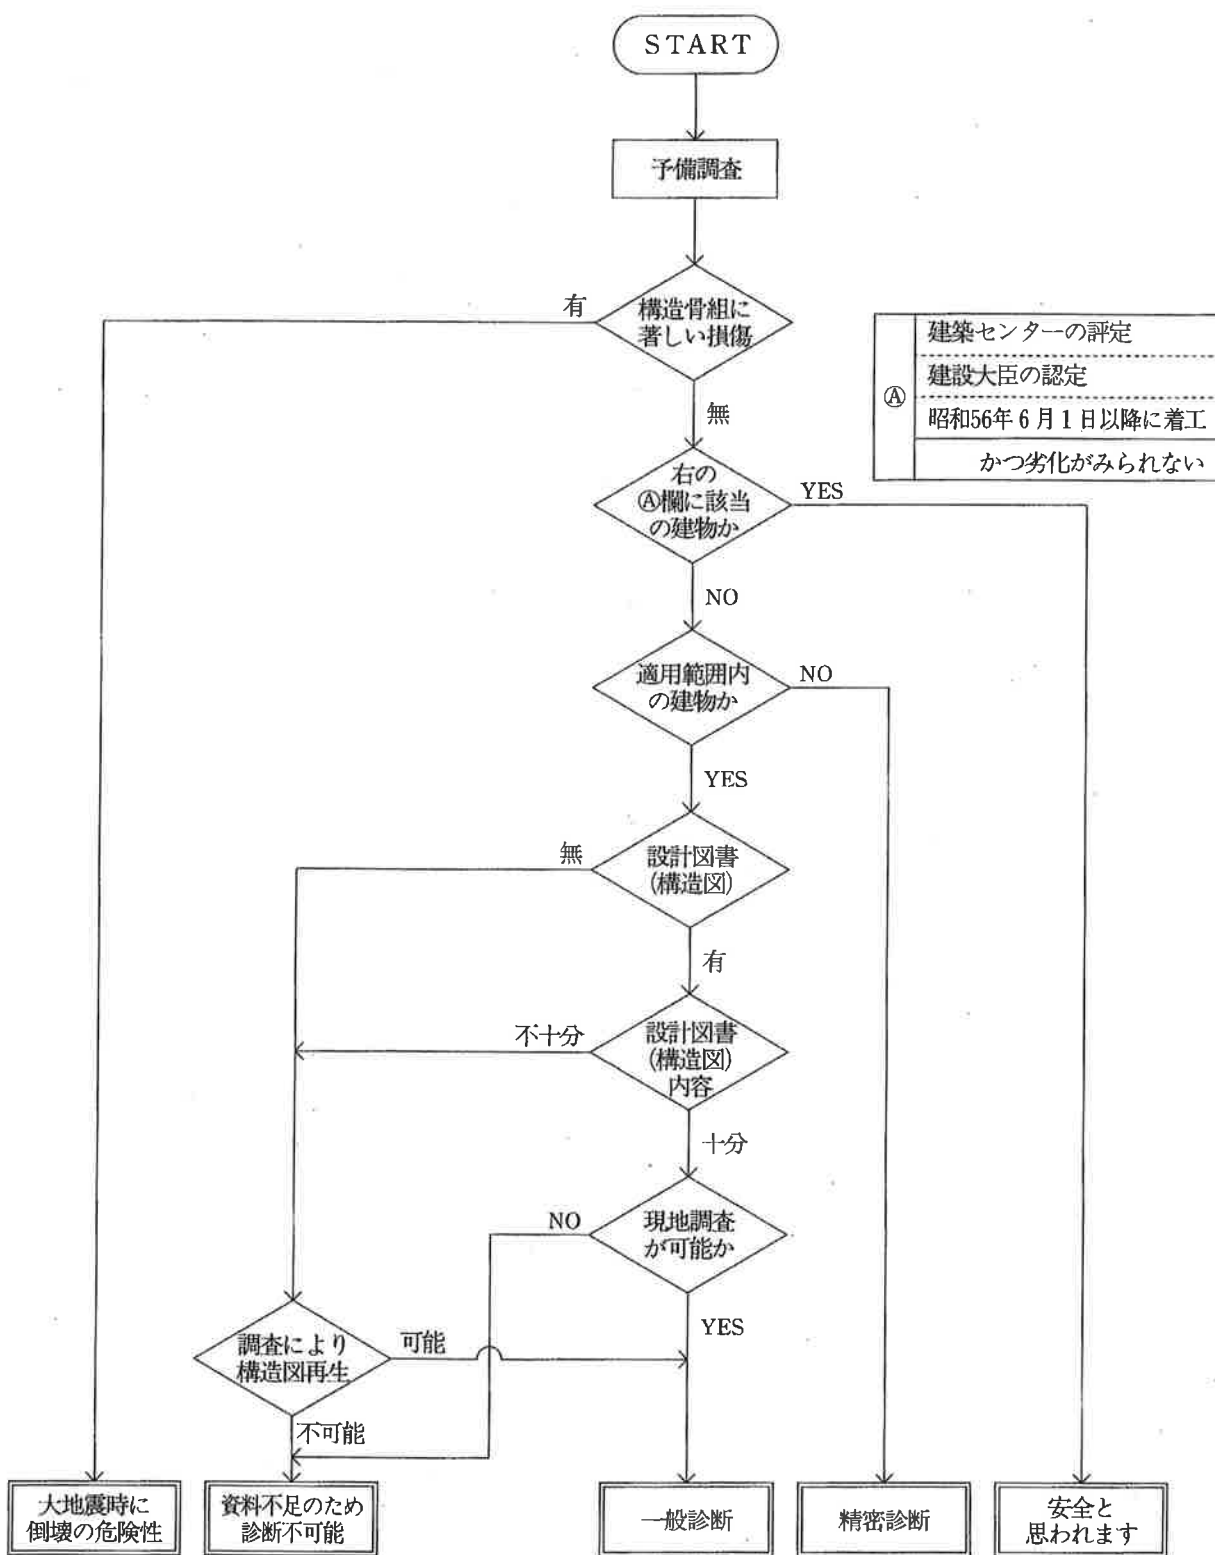 START
予備調査
有
構造骨組に
著しい損傷
無
Ⓐ
建築センターの評定
建設大臣の認定
昭和56年6月1日以降に着工
かつ劣化がみられない
右の
Ⓐ欄に該当
の建物か
YES
NO
適用範囲内
の建物か
NO
YES
無
設計図書
(構造図)
有
不十分
設計図書
(構造図)
内容
十分
NO
現地調査
が可能か
YES
調査により
構造図再生
可能
不可能
大地震時に
倒壊の危険性
資料不足のため
診断不可能
一般診断
精密診断
安全と
思われます